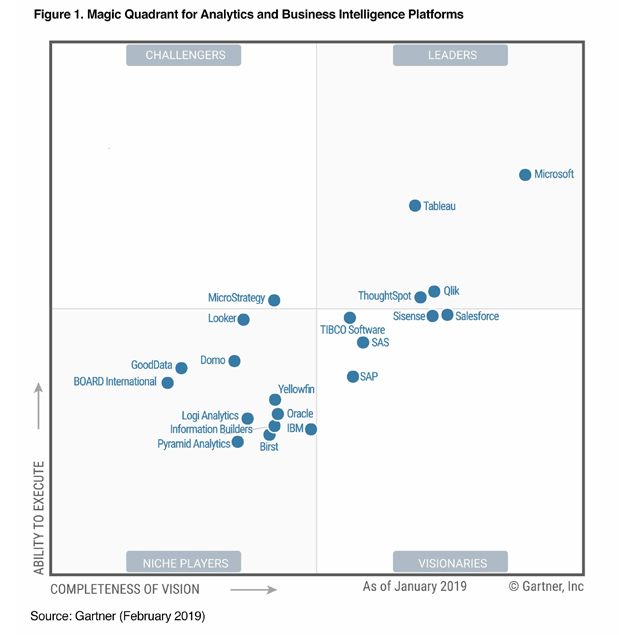 Figure 1. Magic Quadrant for Analytics and Business Intelligence Platforms
CHALLENGERS
LEADERS
Microsoft
Tableau
MicroStrategy
ThoughtSpot
Qlik
Looker
Sisense
Salesforce
TIBCO Software
SAS
Domo
GoodData
BOARD International
SAP
Yellowfin
Logi Analytics
Oracle
Information Builders
IBM
Pyramid Analytics
Birst
ABILITY TO EXECUTE
NICHE PLAYERS
VISIONARIES
COMPLETENESS OF VISION
As of January 2019
© Gartner, Inc
Source: Gartner (February 2019)